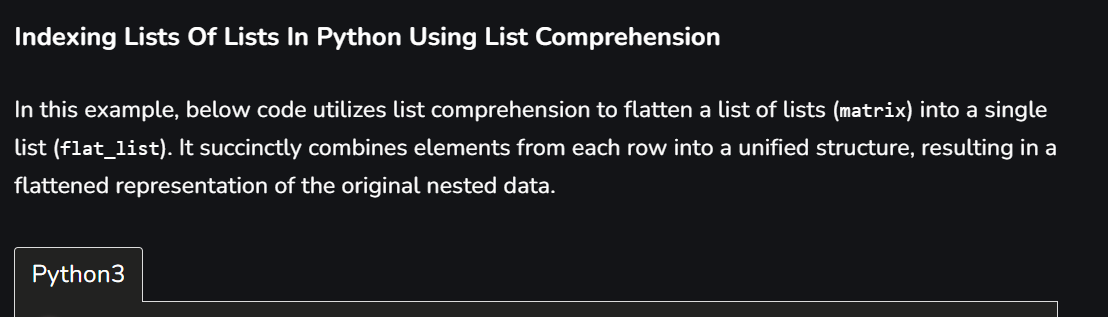 Indexing Lists Of Lists In Python Using List Comprehension
In this example, below code utilizes list comprehension to flatten a list of lists (matrix) into a single
list (flat_list). It succinctly combines elements from each row into a unified structure, resulting in a
flattened representation of the original nested data.
Python3